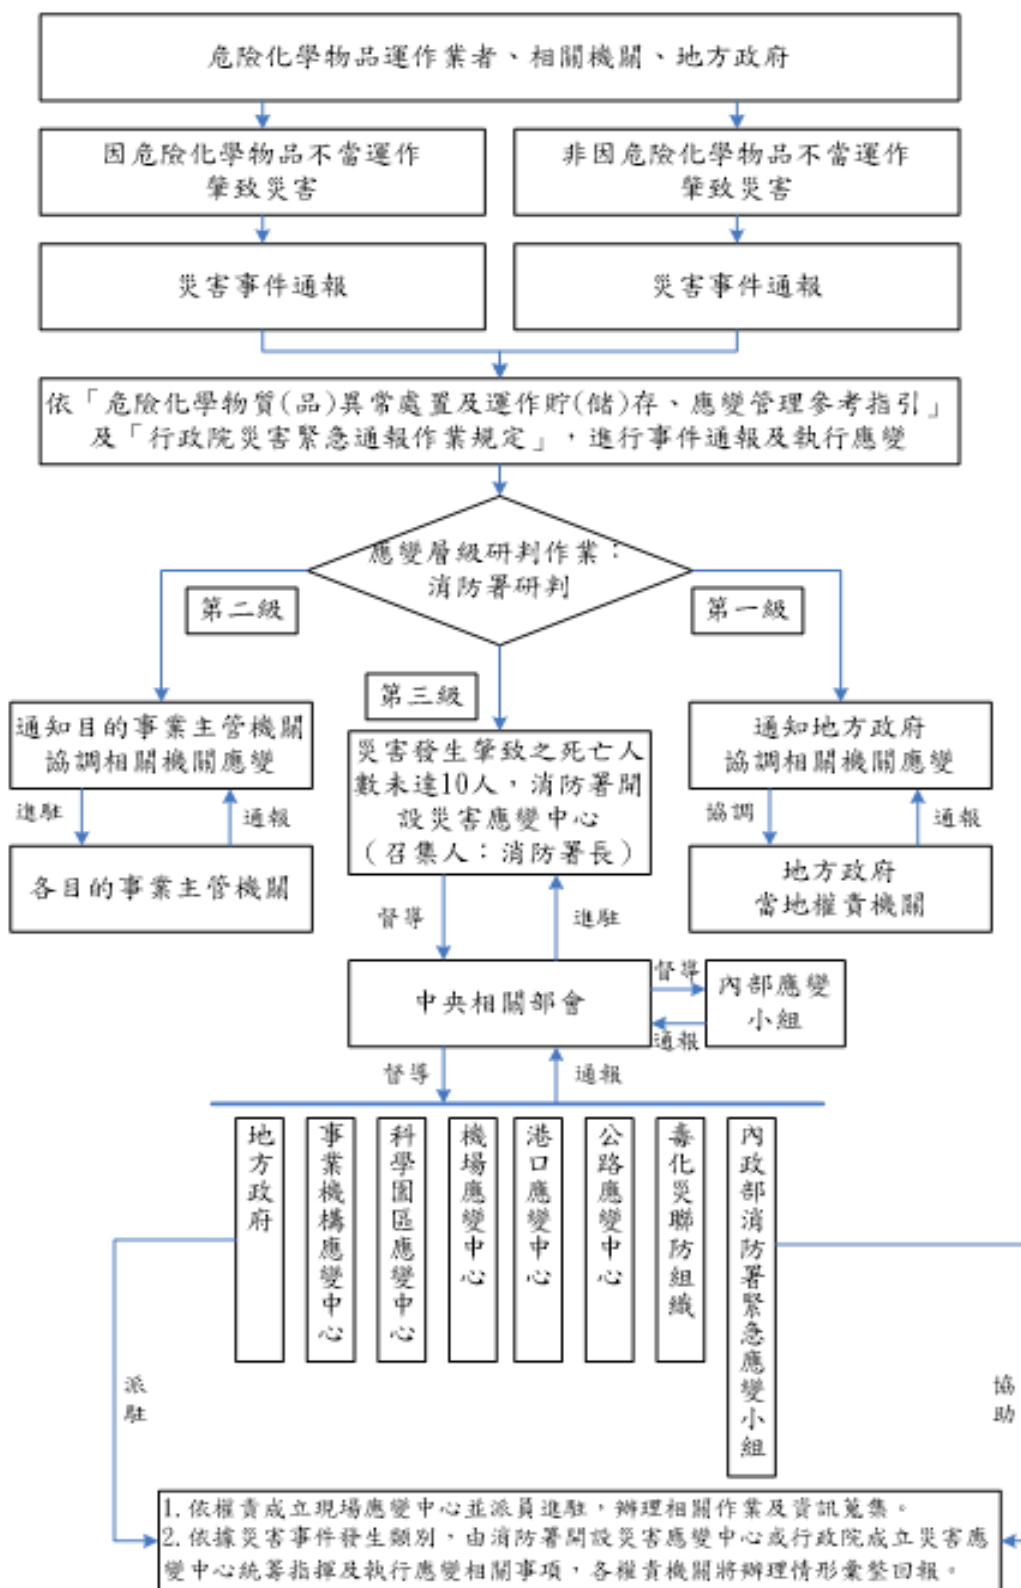 危險化學物品運作業者、相關機關、地方政府
因危險化學物品不當運作
肇致災害
非因危險化學物品不當運作
肇致災害
災害事件通報
災害事件通報
依「危險化學物質(品)異常處置及運作貯(儲)存、應變管理參考指引」
及「行政院災害緊急通報作業規定」，進行事件通報及執行應變
應變層級研判作業：
消防署研判
第二級
第一級
第三級
通知目的事業主管機關
協調相關機關應變
災害發生肇致之死亡人
數未達10人，消防署開
設災害應變中心
（召集人：消防署長）
通知地方政府
協調相關機關應變
進駐
通報
協調
通報
各目的事業主管機關
地方政府
當地權責機關
督導
進駐
中央相關部會
督導
通報
內部應變
小組
督導
通報
地方政府
事業機構應變中心
科學園區應變中心
機場應變中心
港口應變中心
公路應變中心
毒化災聯防組織
內政部消防署緊急應變小組
派駐
協助
1.依權責成立現場應變中心並派員進駐，辦理相關作業及資訊蒐集。
2.依據災害事件發生類別，由消防署開設災害應變中心或行政院成立災害應
變中心統籌指揮及執行應變相關事項，各權責機關將辦理情形彙整回報。